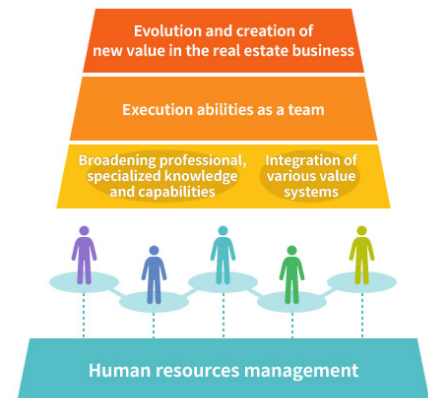 Evolution and creation of
new value in the real estate business
Execution abilities as a team
Broadening professional,
specialized knowledge
and capabilities
Integration of
various value
systems
Human resources management